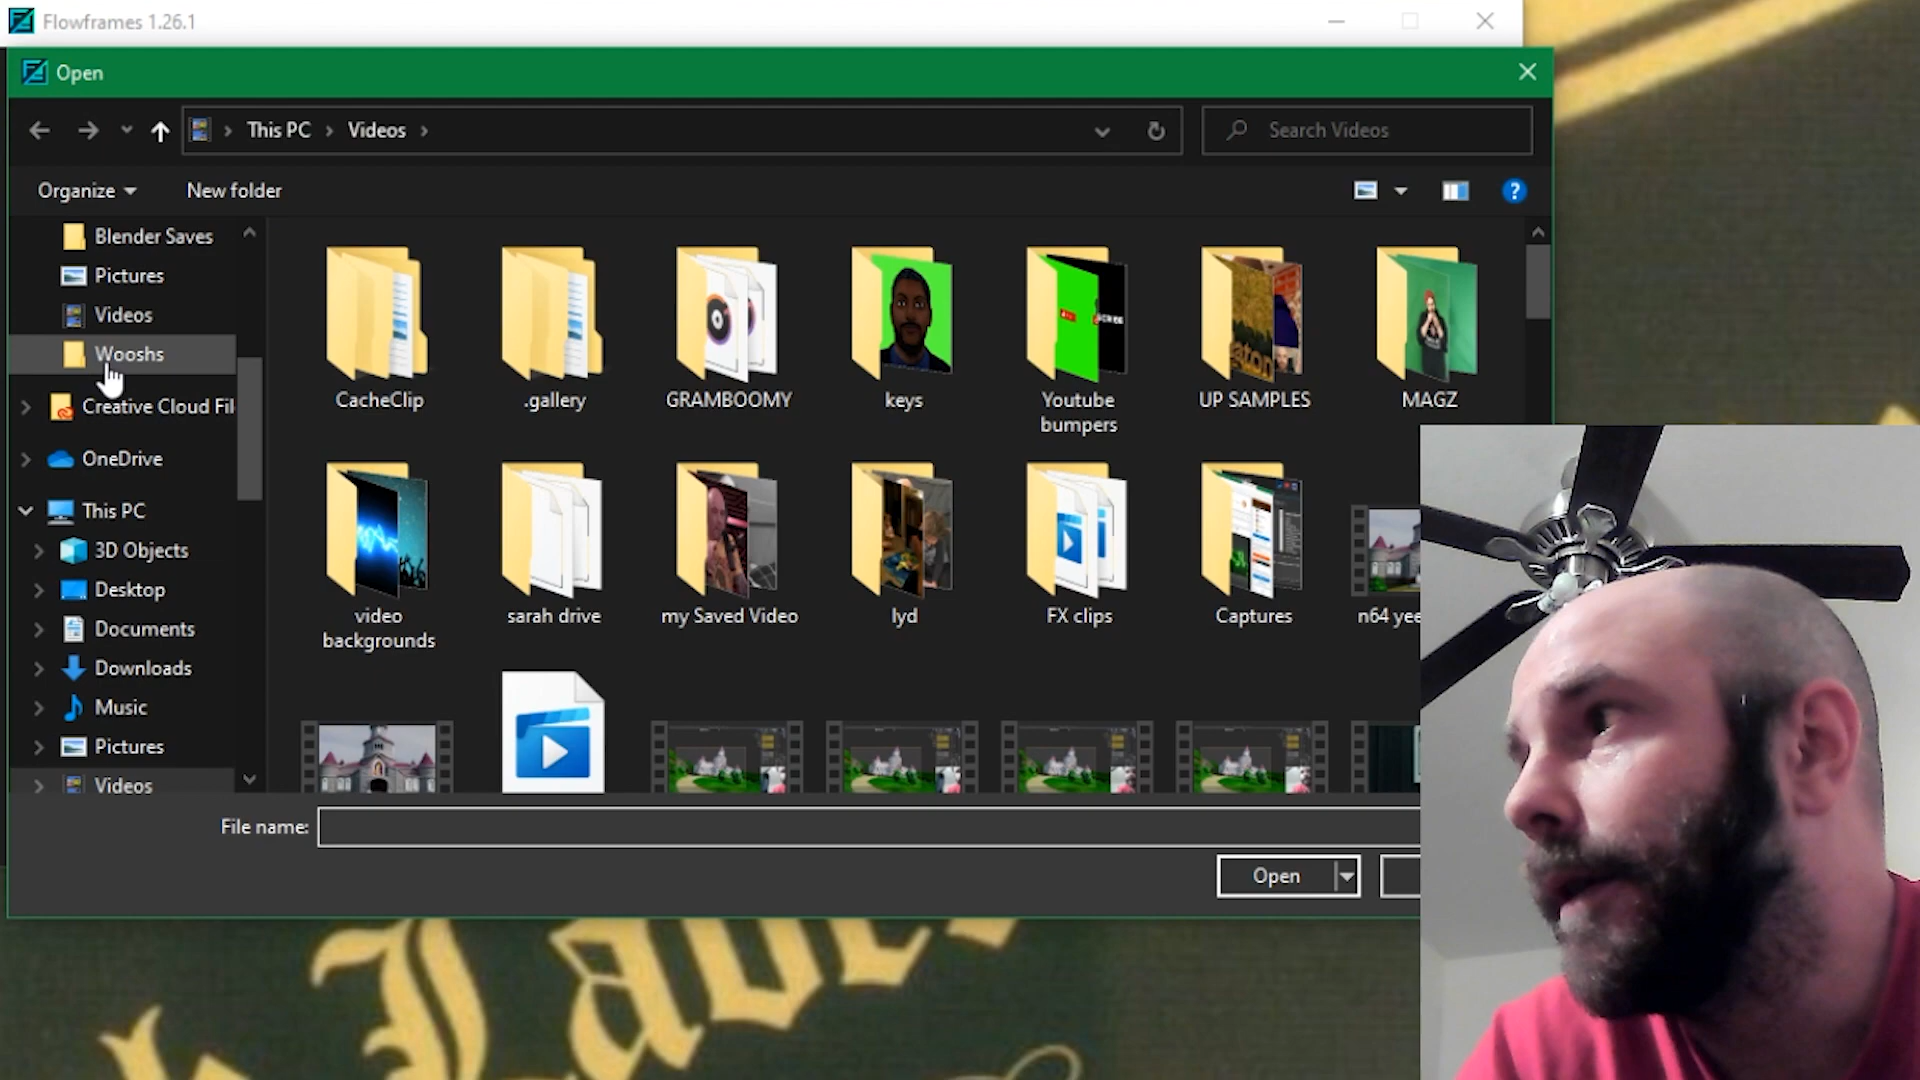 Flowframes 1.26.1
Open
This PC
Videos
Search Videos
Organize
New folder
?
Blender Saves
Pictures
Videos
Wooshs
Creative Cloud Fil
OneDrive
This PC
3D Objects
Desktop
Documents
Downloads
Music
Pictures
Videos
CacheClip
.gallery
GRAMBOOMY
keys
Youtube
bumpers
UP SAMPLES
MAGZ
video
backgrounds
sarah drive
my Saved Video
lyd
FX clips
Captures
n64 yee
File name:
Open